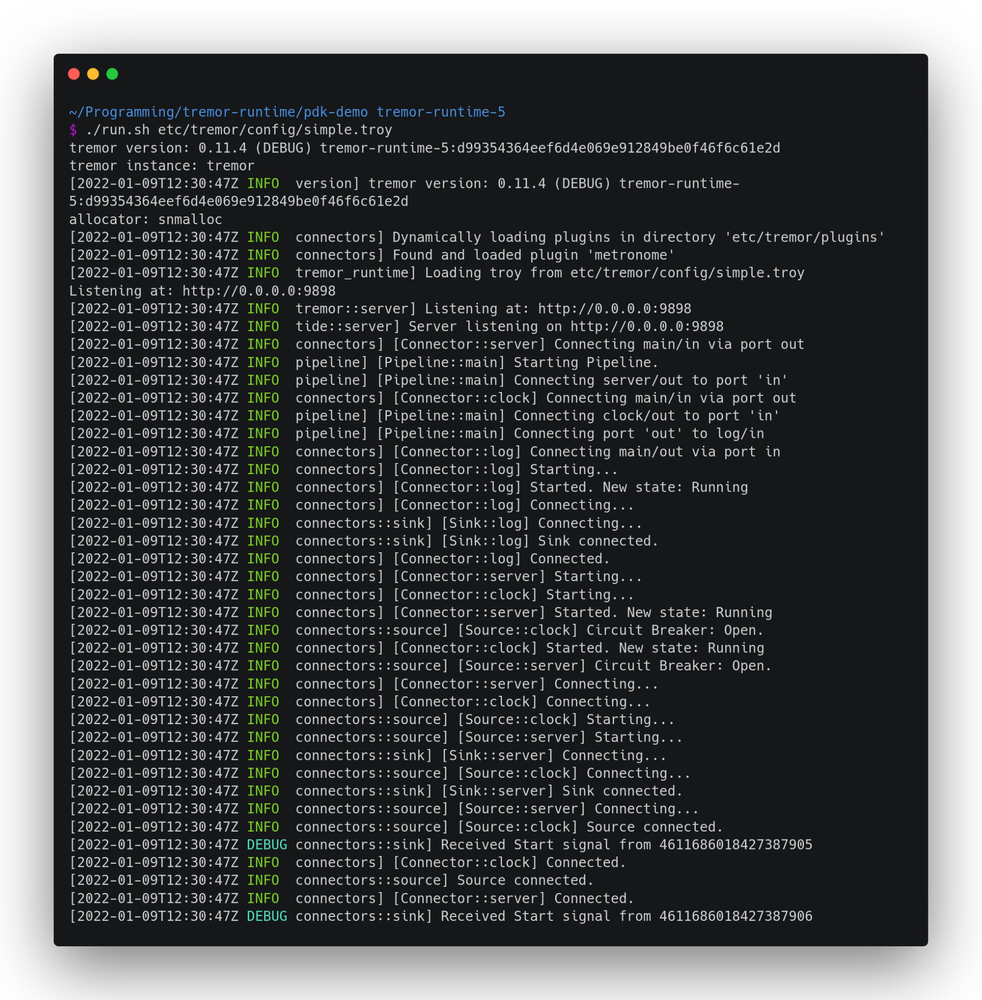 ~/Programming/tremor-runtime/pdk-demo tremor-runtime-5
$ ./run.sh etc/tremor/config/simple.troy
tremor version: 0.11.4 (DEBUG) tremor-runtime-5:d99354364eef6d4e069e912849be0f46f6c61e2d
tremor instance: tremor
[2022-01-09T12:30:47Z INFO  version] tremor version: 0.11.4 (DEBUG) tremor-runtime-
5:d99354364eef6d4e069e912849be0f46f6c61e2d
allocator: snmalloc
[2022-01-09T12:30:47Z INFO  connectors] Dynamically loading plugins in directory 'etc/tremor/plugins'
[2022-01-09T12:30:47Z INFO  connectors] Found and loaded plugin 'metronome'
[2022-01-09T12:30:47Z INFO  tremor_runtime] Loading troy from etc/tremor/config/simple.troy
Listening at: http://0.0.0.0:9898
[2022-01-09T12:30:47Z INFO  tremor::server] Listening at: http://0.0.0.0:9898
[2022-01-09T12:30:47Z INFO  tide::server] Server listening on http://0.0.0.0:9898
[2022-01-09T12:30:47Z INFO  connectors] [Connector::server] Connecting main/in via port out
[2022-01-09T12:30:47Z INFO  pipeline] [Pipeline::main] Starting Pipeline.
[2022-01-09T12:30:47Z INFO  pipeline] [Pipeline::main] Connecting server/out to port 'in'
[2022-01-09T12:30:47Z INFO  connectors] [Connector::clock] Connecting main/in via port out
[2022-01-09T12:30:47Z INFO  pipeline] [Pipeline::main] Connecting clock/out to port 'in'
[2022-01-09T12:30:47Z INFO  pipeline] [Pipeline::main] Connecting port 'out' to log/in
[2022-01-09T12:30:47Z INFO  connectors] [Connector::log] Connecting main/out via port in
[2022-01-09T12:30:47Z INFO  connectors] [Connector::log] Starting...
[2022-01-09T12:30:47Z INFO  connectors] [Connector::log] Started. New state: Running
[2022-01-09T12:30:47Z INFO  connectors] [Connector::log] Connecting...
[2022-01-09T12:30:47Z INFO  connectors::sink] [Sink::log] Connecting...
[2022-01-09T12:30:47Z INFO  connectors::sink] [Sink::log] Sink connected.
[2022-01-09T12:30:47Z INFO  connectors] [Connector::log] Connected.
[2022-01-09T12:30:47Z INFO  connectors] [Connector::server] Starting...
[2022-01-09T12:30:47Z INFO  connectors] [Connector::clock] Starting...
[2022-01-09T12:30:47Z INFO  connectors] [Connector::server] Started. New state: Running
[2022-01-09T12:30:47Z INFO  connectors::source] [Source::clock] Circuit Breaker: Open.
[2022-01-09T12:30:47Z INFO  connectors] [Connector::clock] Started. New state: Running
[2022-01-09T12:30:47Z INFO  connectors::source] [Source::server] Circuit Breaker: Open.
[2022-01-09T12:30:47Z INFO  connectors] [Connector::server] Connecting...
[2022-01-09T12:30:47Z INFO  connectors] [Connector::clock] Connecting...
[2022-01-09T12:30:47Z INFO  connectors::source] [Source::clock] Starting...
[2022-01-09T12:30:47Z INFO  connectors::source] [Source::server] Starting...
[2022-01-09T12:30:47Z INFO  connectors::sink] [Sink::server] Connecting...
[2022-01-09T12:30:47Z INFO  connectors::source] [Source::clock] Connecting...
[2022-01-09T12:30:47Z INFO  connectors::sink] [Sink::server] Sink connected.
[2022-01-09T12:30:47Z INFO  connectors::source] [Source::server] Connecting...
[2022-01-09T12:30:47Z INFO  connectors::source] [Source::clock] Source connected.
[2022-01-09T12:30:47Z DEBUG connectors::sink] Received Start signal from 4611686018427387905
[2022-01-09T12:30:47Z INFO  connectors] [Connector::clock] Connected.
[2022-01-09T12:30:47Z INFO  connectors::source] Source connected.
[2022-01-09T12:30:47Z INFO  connectors] [Connector::server] Connected.
[2022-01-09T12:30:47Z DEBUG connectors::sink] Received Start signal from 4611686018427387906